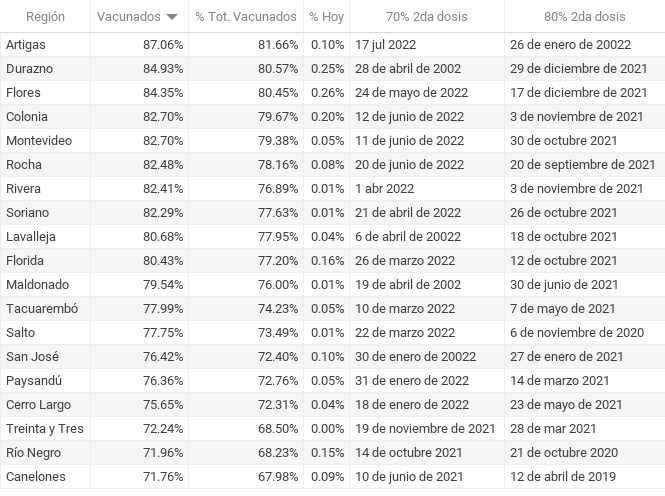 Región Vacunados % Tot. Vacunados % Hoy 70% 2da dosis 80% 2da dosis
Artigas 87.06% 81.66% 0.10% 17 jul 2022 26 de enero de 20022
Durazno 84.93% 80.57% 0.25% 28 de abril de 2002 29 de diciembre de 2021
Flores 84.35% 80.45% 0.26% 24 de mayo de 2022 17 de diciembre de 2021
Colonia 82.70% 79.67% 0.20% 12 de junio de 2022 3 de noviembre de 2021
Montevideo 82.70% 79.38% 0.05% 11 de junio de 2022 30 de octubre 2021
Rocha 82.48% 78.16% 0.08% 20 de junio de 2022 20 de septiembre de 2021
Rivera 82.41% 76.89% 0.01% 1 abr 2022 3 de noviembre de 2021
Soriano 82.29% 77.63% 0.01% 21 de abril de 2022 26 de octubre 2021
Lavalleja 80.68% 77.95% 0.04% 6 de abril de 20022 18 de octubre 2021
Florida 80.43% 77.20% 0.16% 26 de marzo 2022 12 de octubre 2021
Maldonado 79.54% 76.00% 0.01% 19 de abril de 2002 30 de junio de 2021
Tacuarembó 77.99% 74.23% 0.05% 10 de marzo 2022 7 de mayo de 2021
Salto 77.75% 73.49% 0.01% 22 de marzo 2022 6 de noviembre de 2020
San José 76.42% 72.40% 0.10% 30 de enero de 20022 27 de enero de 2021
Paysandú 76.36% 72.76% 0.05% 31 de enero de 2022 14 de marzo 2021
Cerro Largo 75.65% 72.31% 0.04% 18 de enero de 2022 23 de mayo de 2021
Treinta y Tres 72.24% 68.50% 0.00% 19 de noviembre de 2021 28 de mar 2021
Río Negro 71.96% 68.23% 0.15% 14 de octubre 2021 21 de octubre 2020
Canelones 71.76% 67.98% 0.09% 10 de junio de 2021 12 de abril de 2019